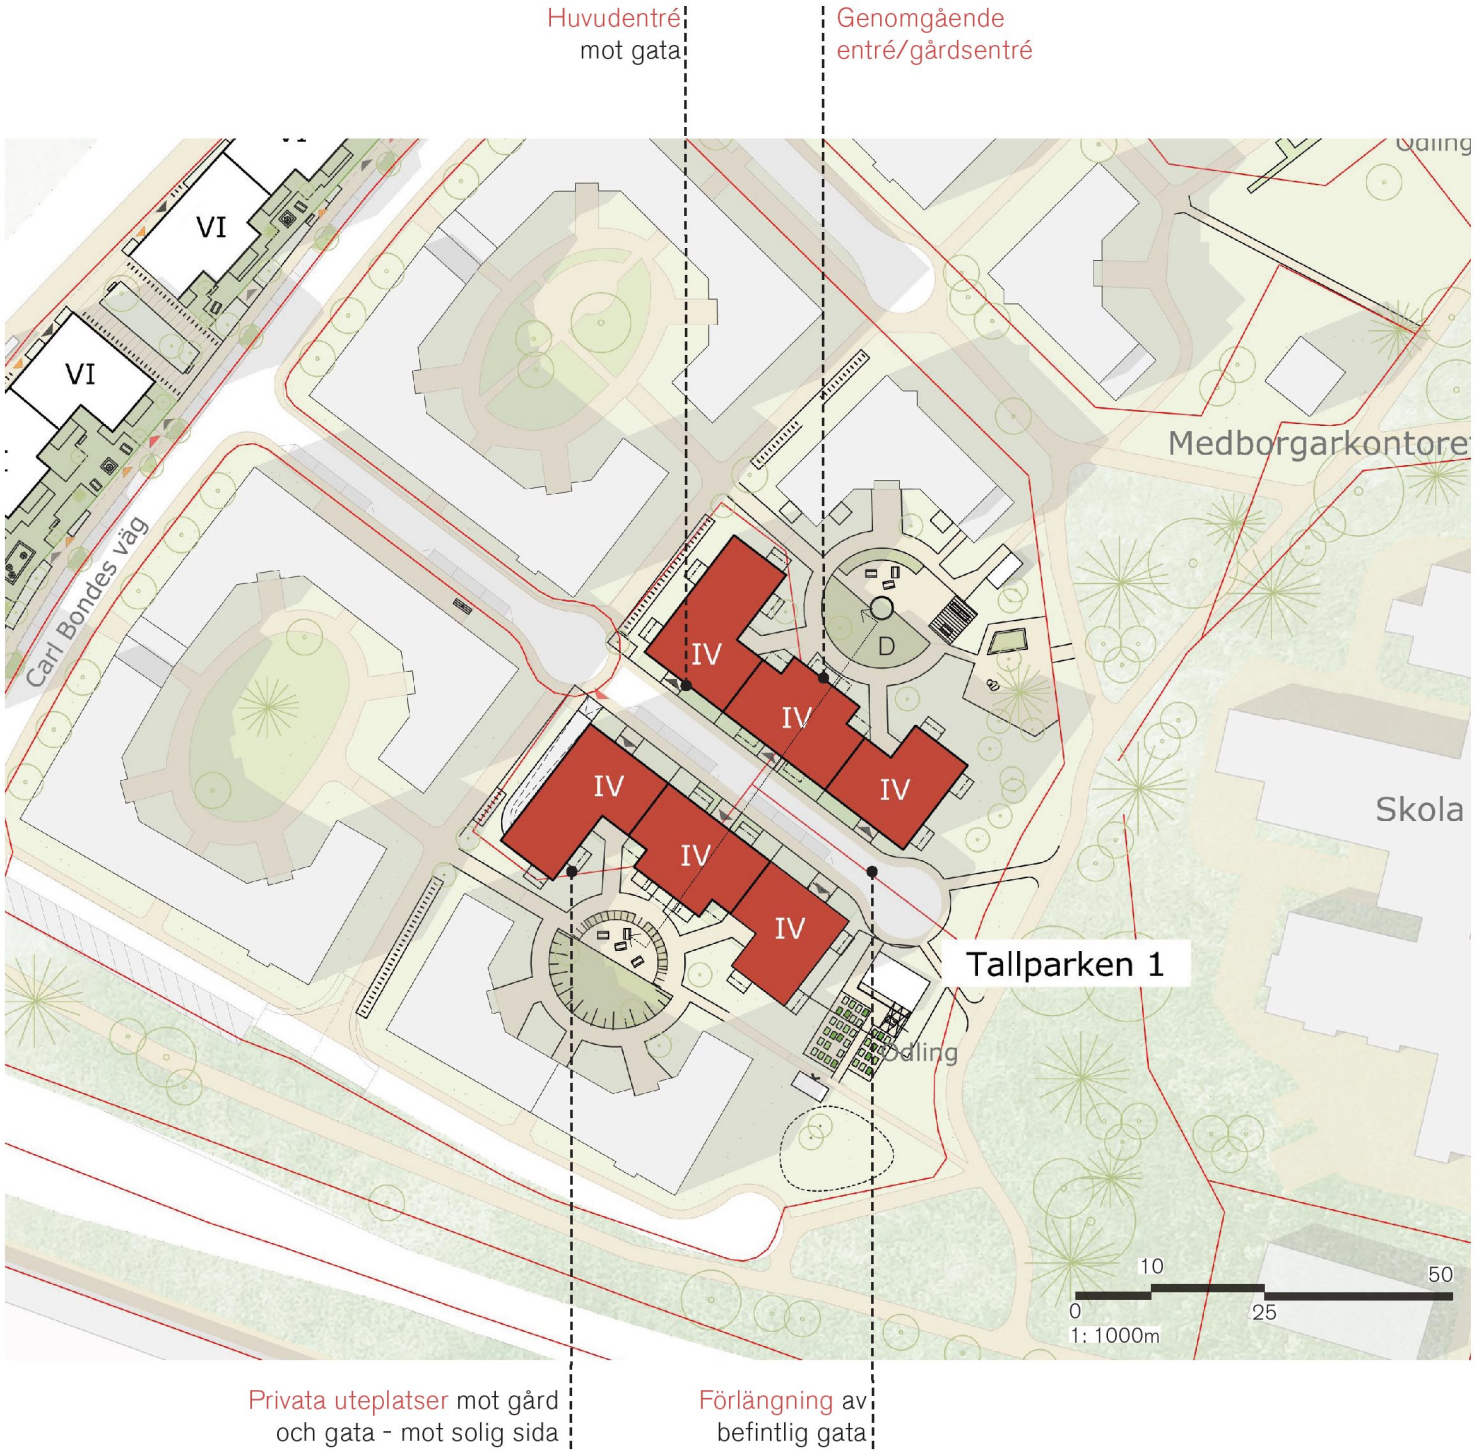 Huvudentré
mot gata
Genomgående
entré/gårdsentré
VI
Odling
VI
VI
Medborgarkontoret
Carl Bondes väg
IV
D
IV
IV
IV
IV
IV
Skola
Tallparken 1
Odling
10
50
0
25
1: 1000m
Privata uteplatser mot gård
och gata - mot solig sida
Förlängning av
befintlig gata